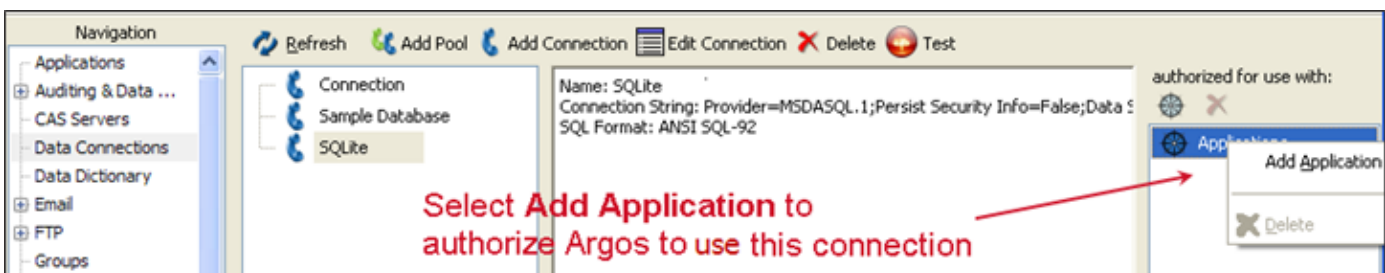 Navigation
Applications
Auditing & Data ...
CAS Servers
Data Connections
Data Dictionary
Email
FTP
Groups
Refresh Add Pool Add Connection Edit Connection Delete Test
Connection
Sample Database
SQLite
Name: SQLite
Connection String: Provider=MSDASQL.1;Persist Security Info=False;Data S
SQL Format: ANSI SQL-92
authorized for use with:
Applications
Add Application
Delete
Select Add Application to
authorize Argos to use this connection